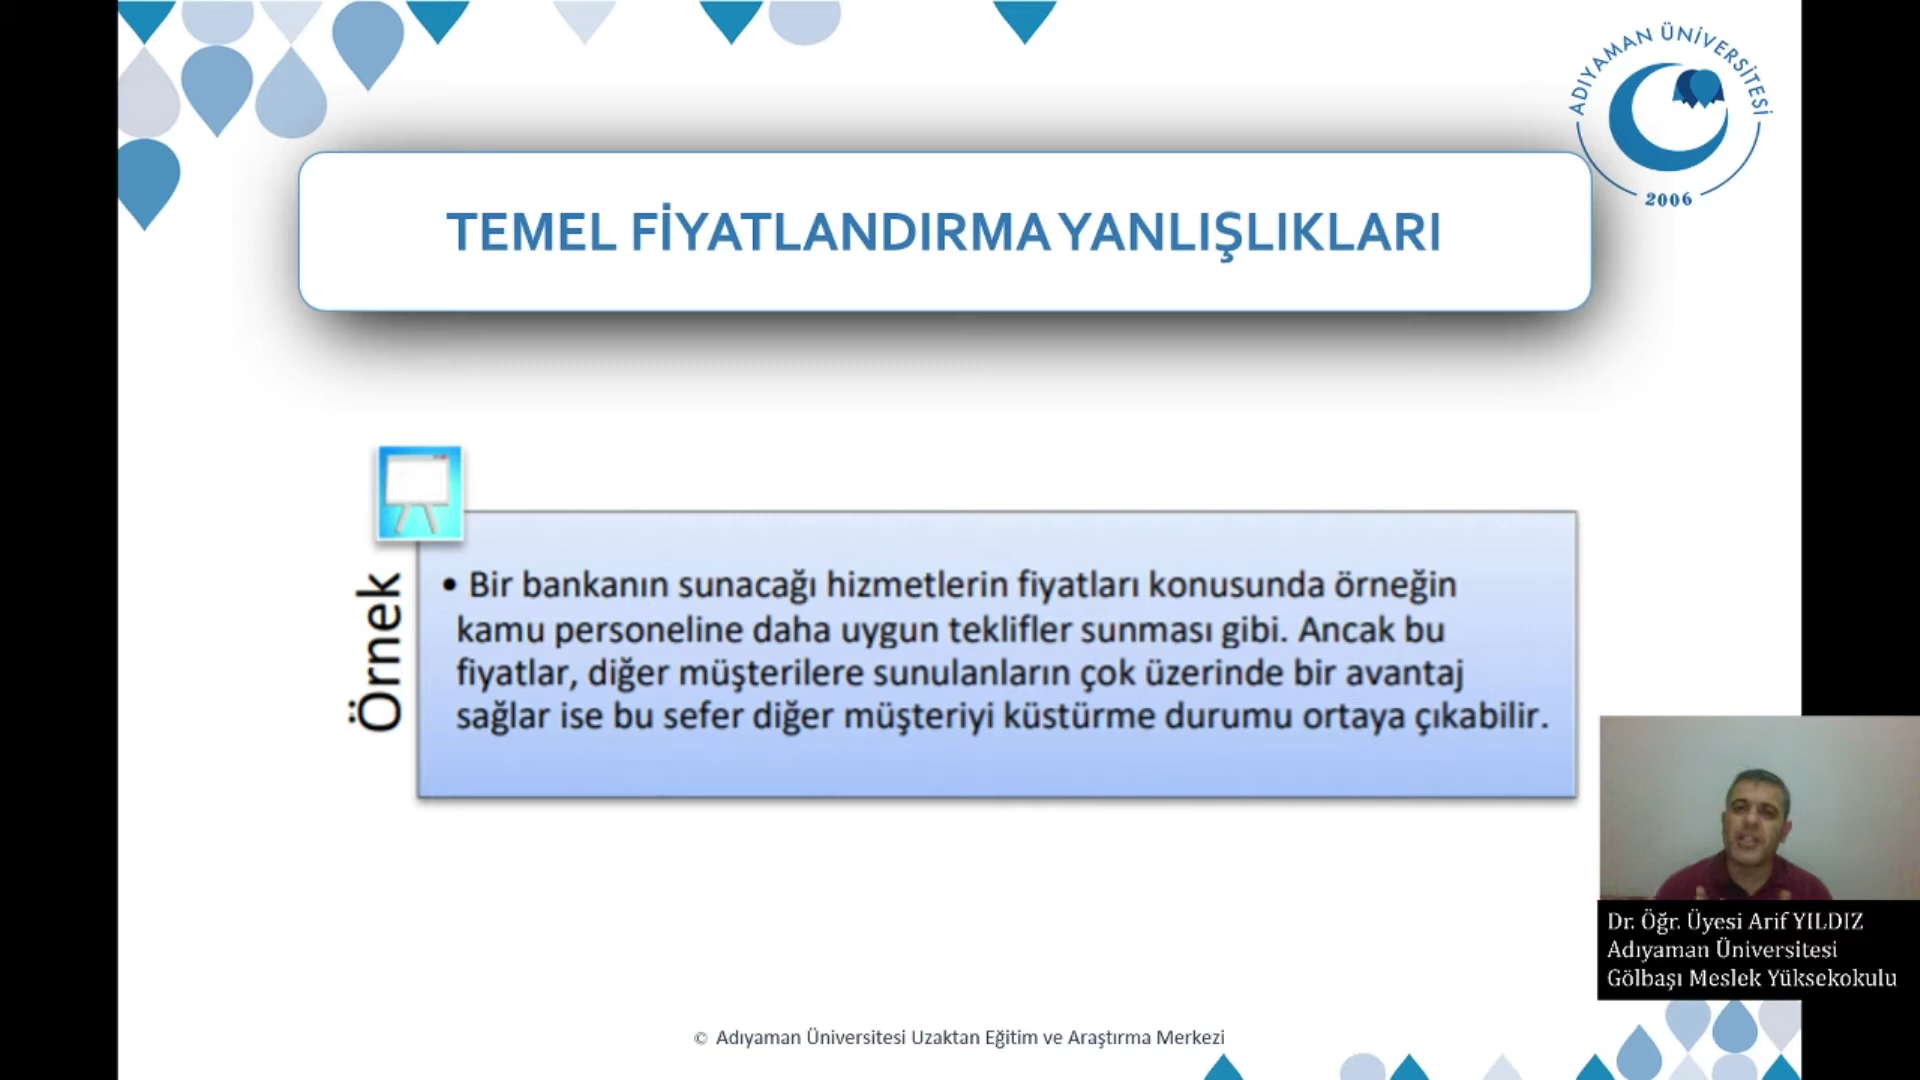 ADIYAMAN ÜNİVERSİTESİ
2006
TEMEL FİYATLANDIRMA YANLIŞLIKLARI
Örnek
• Bir bankanın sunacağı hizmetlerin fiyatları konusunda örneğin
kamu personeline daha uygun teklifler sunması gibi. Ancak bu
fiyatlar, diğer müşterilere sunulanların çok üzerinde bir avantaj
sağlar ise bu sefer diğer müşteriyi küstürme durumu ortaya çıkabilir.
Dr. Öğr. Üyesi Arif YILDIZ
Adıyaman Üniversitesi
Gölbaşı Meslek Yüksekokulu
© Adıyaman Üniversitesi Uzaktan Eğitim ve Araştırma Merkezi